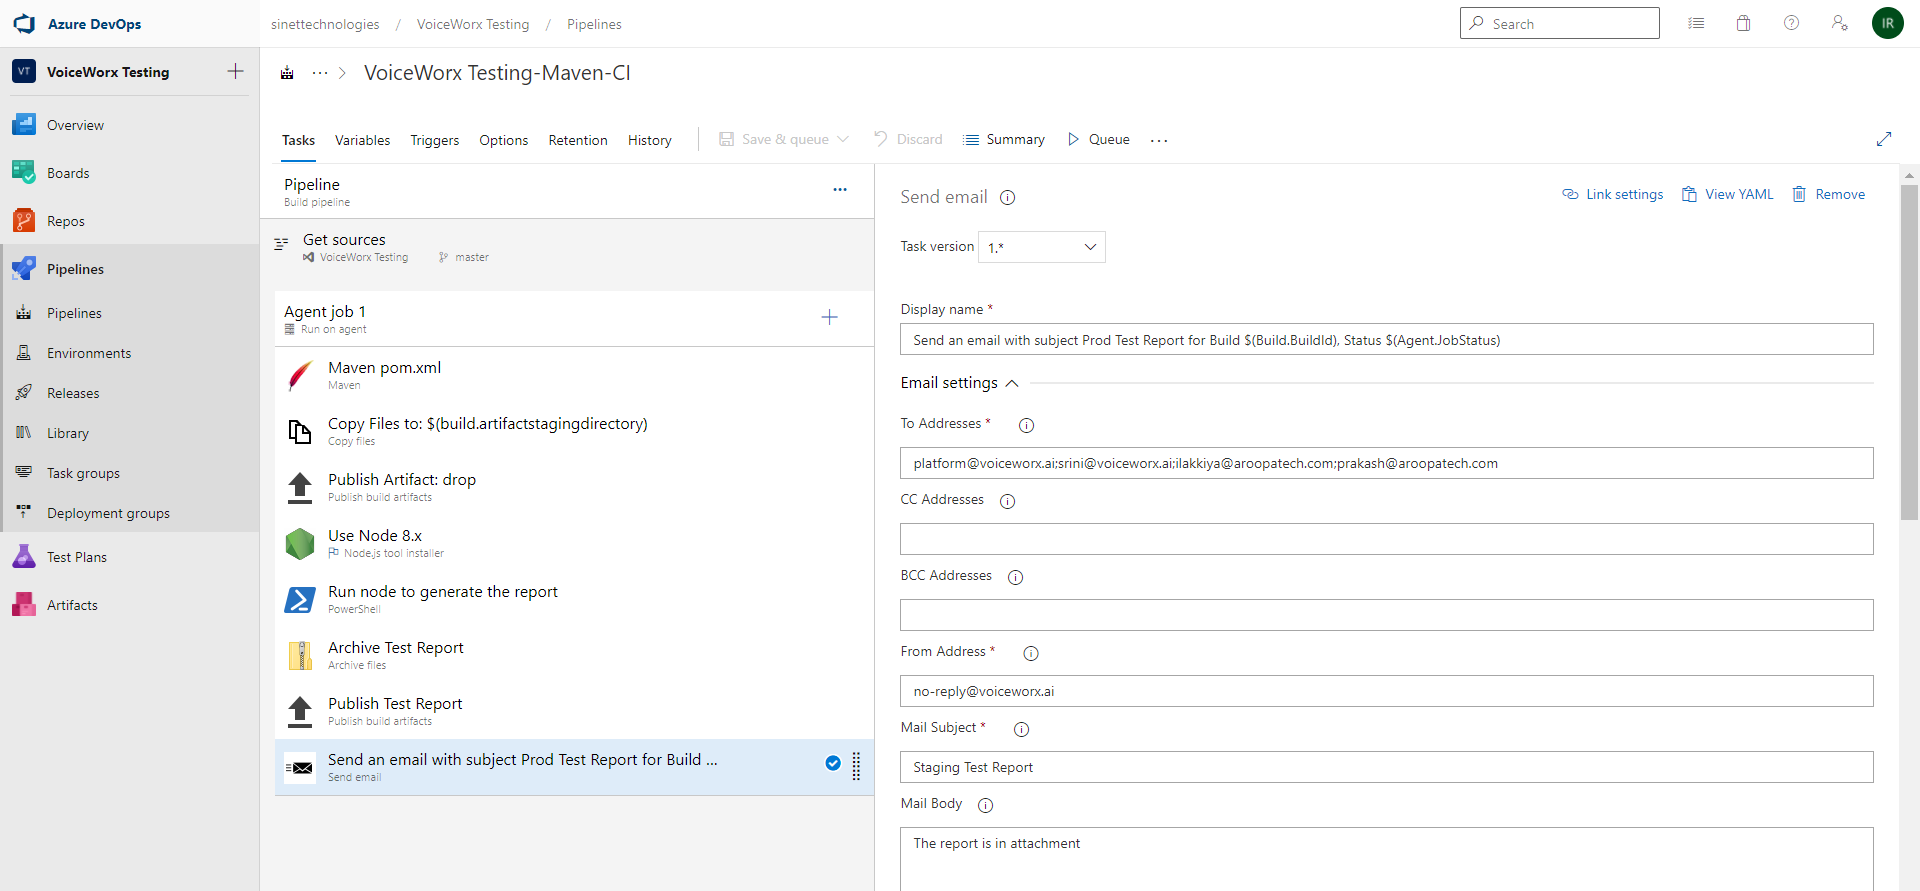 Azure DevOps
sinettechnologies / VoiceWorx Testing / Pipelines
Search
IR
VT VoiceWorx Testing
Overview
Boards
Repos
Pipelines
Pipelines
Environments
Releases
Library
Task groups
Deployment groups
Test Plans
Artifacts
··· > VoiceWorx Testing-Maven-CI
Tasks Variables Triggers Options Retention History Save & queue Discard Summary Queue ...
Pipeline
Build pipeline
Get sources
VoiceWorx Testing master
Agent job 1
Run on agent
Maven pom.xml
Maven
Copy Files to: $(build.artifactstagingdirectory)
Copy files
Publish Artifact: drop
Publish build artifacts
Use Node 8.x
Node.js tool installer
Run node to generate the report
PowerShell
Archive Test Report
Archive files
Publish Test Report
Publish build artifacts
Send an email with subject Prod Test Report for Build ...
Send email
Send email
Link settings View YAML Remove
Task version 1.*
Display name *
Send an email with subject Prod Test Report for Build $(Build.BuildId), Status $(Agent.JobStatus)
Email settings
To Addresses *
platform@voiceworx.ai;srini@voiceworx.ai;ilakkiya@aroopatech.com;prakash@aroopatech.com
CC Addresses
BCC Addresses
From Address *
no-reply@voiceworx.ai
Mail Subject *
Staging Test Report
Mail Body
The report is in attachment